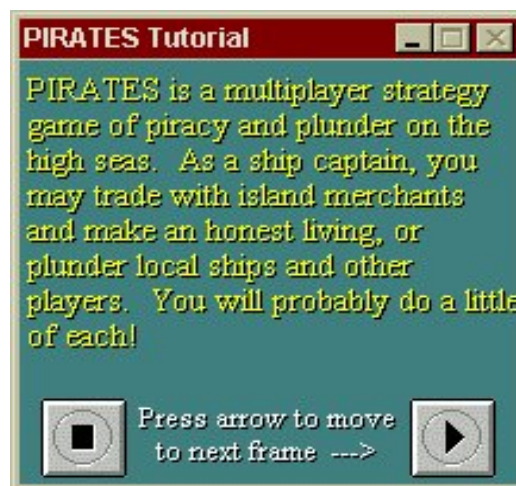 PIRATES Tutorial
PIRATES is a multiplayer strategy
game of piracy and plunder on the
high seas.  As a ship captain, you
may trade with island merchants
and make an honest living, or
plunder local ships and other
players.  You will probably do a little
of each!
Press arrow to move
to next frame --->